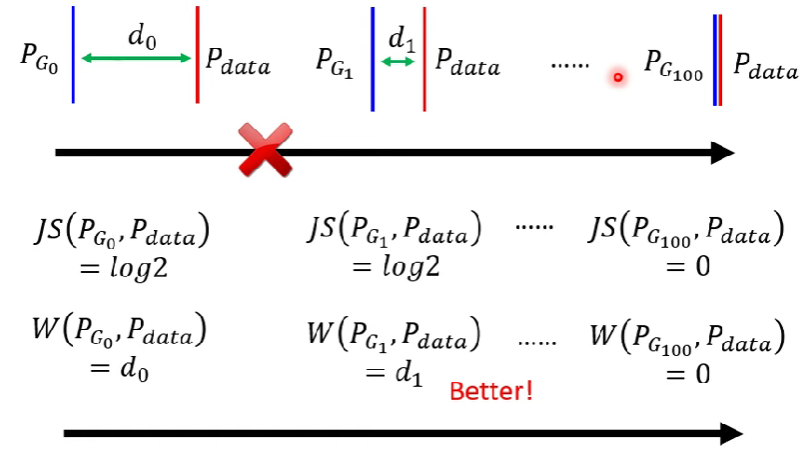 P_{G_0} d_0 P_{data} P_{G_1} d_1 P_{data} …… P_{G_{100}} P_{data}
JS(P_{G_0}, P_{data}) JS(P_{G_1}, P_{data}) …… JS(P_{G_{100}}, P_{data})
= log2 = log2 = 0
W(P_{G_0}, P_{data}) W(P_{G_1}, P_{data}) …… W(P_{G_{100}}, P_{data})
= d_0 = d_1 = 0
Better!